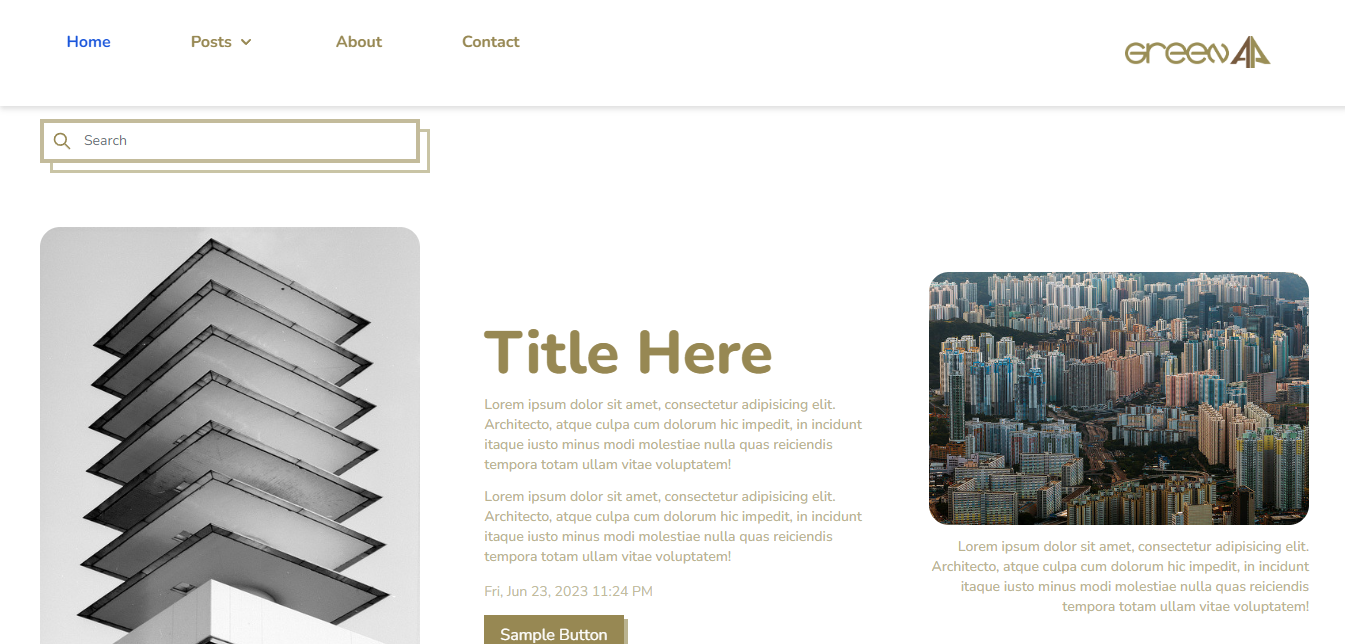 Home
Posts
About
Contact
GreenAA
Search
Title Here
Lorem ipsum dolor sit amet, consectetur adipisicing elit.
Architecto, atque culpa cum dolorum hic impedit, in incidunt
itaque iusto minus modi molestiae nulla quas reiciendis
tempora totam ullam vitae voluptatem!
Lorem ipsum dolor sit amet, consectetur adipisicing elit.
Architecto, atque culpa cum dolorum hic impedit, in incidunt
itaque iusto minus modi molestiae nulla quas reiciendis
tempora totam ullam vitae voluptatem!
Fri, Jun 23, 2023 11:24 PM
Sample Button
Lorem ipsum dolor sit amet, consectetur adipisicing elit.
Architecto, atque culpa cum dolorum hic impedit, in incidunt
itaque iusto minus modi molestiae nulla quas reiciendis
tempora totam ullam vitae voluptatem!